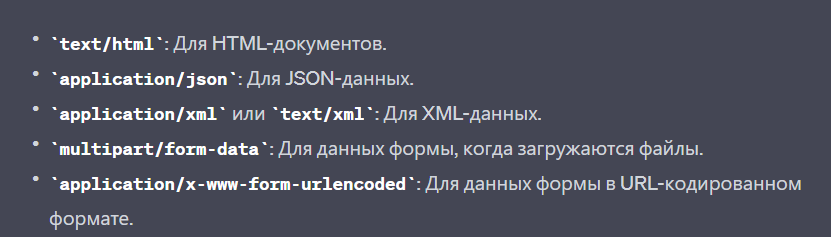 • `text/html`: Для HTML-документов.
• `application/json`: Для JSON-данных.
• `application/xml` или `text/xml`: Для XML-данных.
• `multipart/form-data`: Для данных формы, когда загружаются файлы.
• `application/x-www-form-urlencoded`: Для данных формы в URL-кодированном
формате.